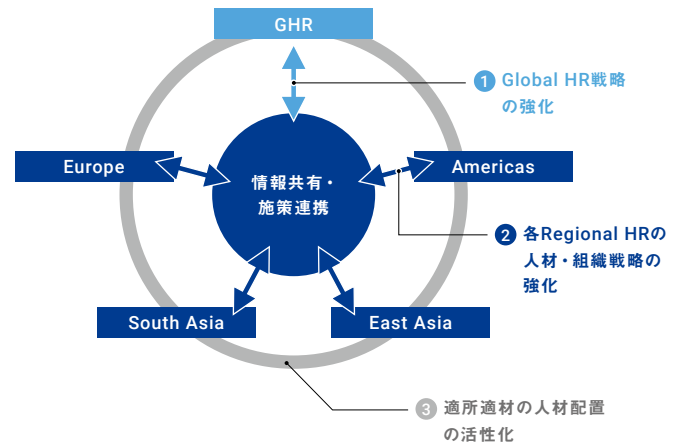 GHR
1 Global HR戦略
の強化
Europe
情報共有・
施策連携
Americas
2 各Regional HRの
人材・組織戦略の
強化
South Asia
East Asia
3 適所適材の人材配置
の活性化